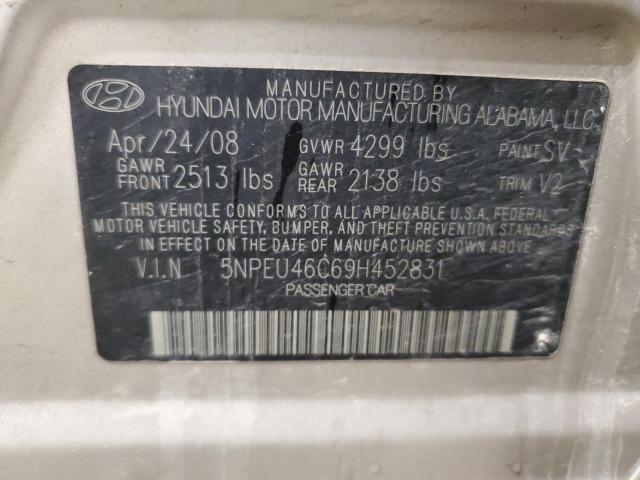 MANUFACTURED BY
HYUNDAI MOTOR MANUFACTURING ALABAMA, LLC
Apr/24/08 GVWR 4299 lbs PAINT SV
GAWR FRONT 2513 lbs GAWR REAR 2138 lbs TRIM V2
THIS VEHICLE CONFORMS TO ALL APPLICABLE U.S.A. FEDERAL
MOTOR VEHICLE SAFETY, BUMPER, AND THEFT PREVENTION STANDARDS
IN EFFECT ON THE DATE OF MANUFACTURE SHOWN ABOVE.
V.I.N 5NPEU46C69H452831
PASSENGER CAR